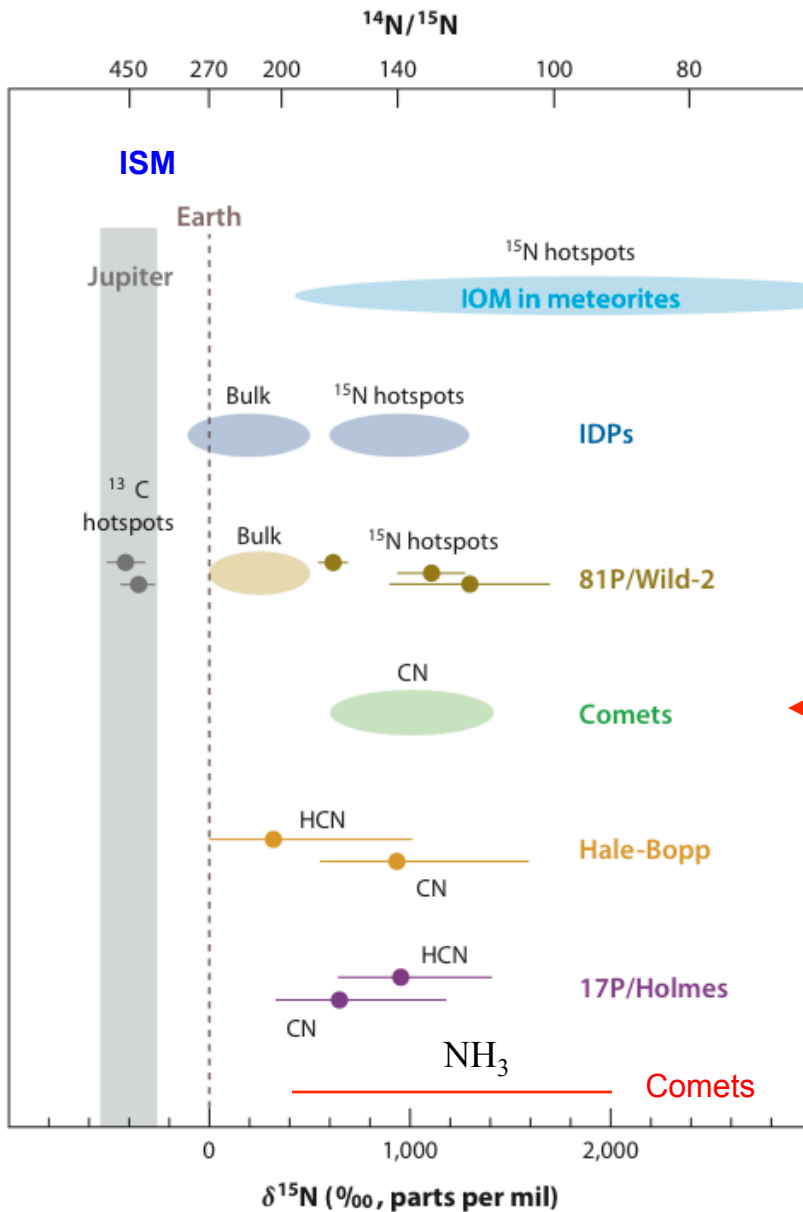 ¹⁴N/¹⁵N
450 270 200 140 100 80
ISM
Earth
Jupiter
¹⁵N hotspots
IOM in meteorites
Bulk
¹⁵N hotspots
IDPs
¹³ C
hotspots
Bulk
¹⁵N hotspots
81P/Wild-2
CN
Comets
HCN
Hale-Bopp
CN
HCN
17P/Holmes
CN
NH₃
Comets
0 1,000 2,000
δ¹⁵N (‰, parts per mil)